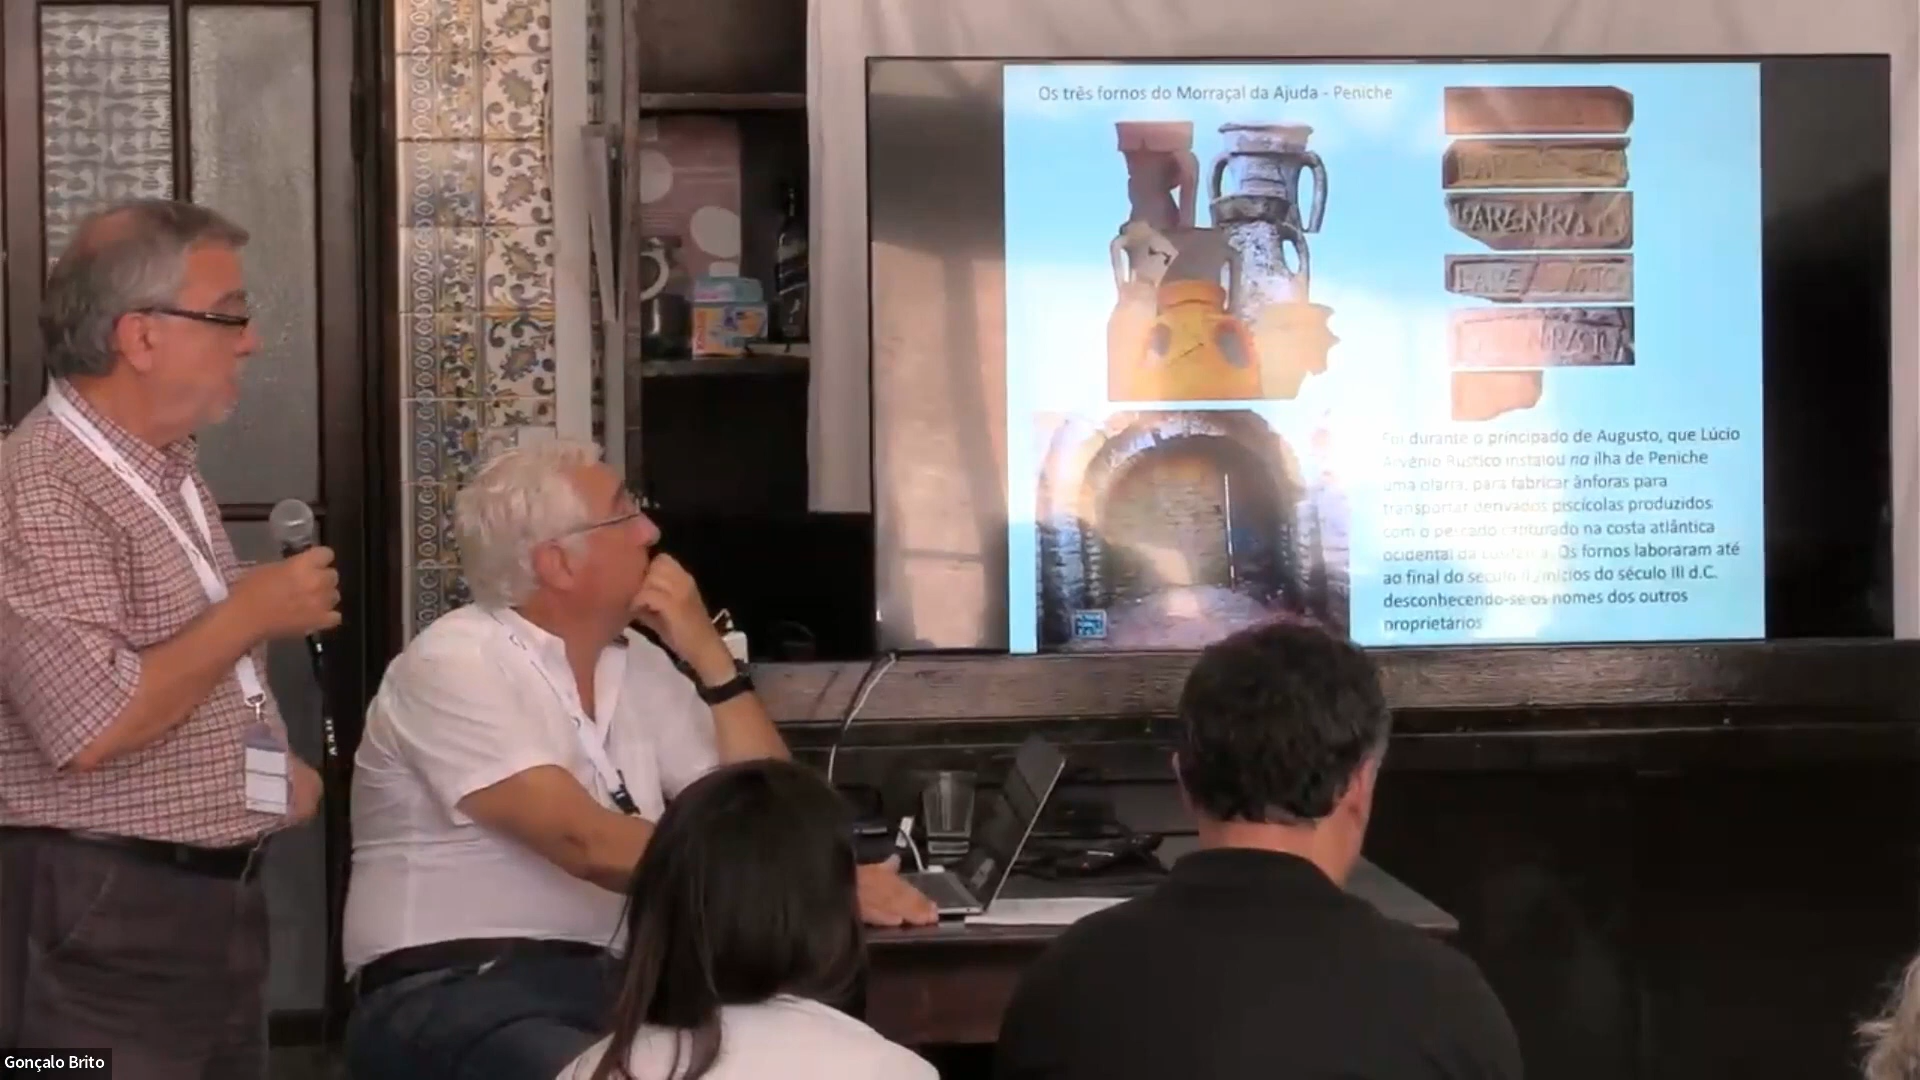 Os três fornos do Morraçal da Ajuda - Peniche
LARENRAS
Foi durante o principado de Augusto, que Lúcio
Arvénio Rústico instalou na ilha de Peniche
uma olaria, para fabricar ânforas para
transportar derivados piscícolas produzidos
com o pescado capturado na costa atlântica
ocidental da Lusitânia. Os fornos laboraram até
ao final do século II/inícios do século III d.C.
desconhecendo-se os nomes dos outros
proprietários
Gonçalo Brito